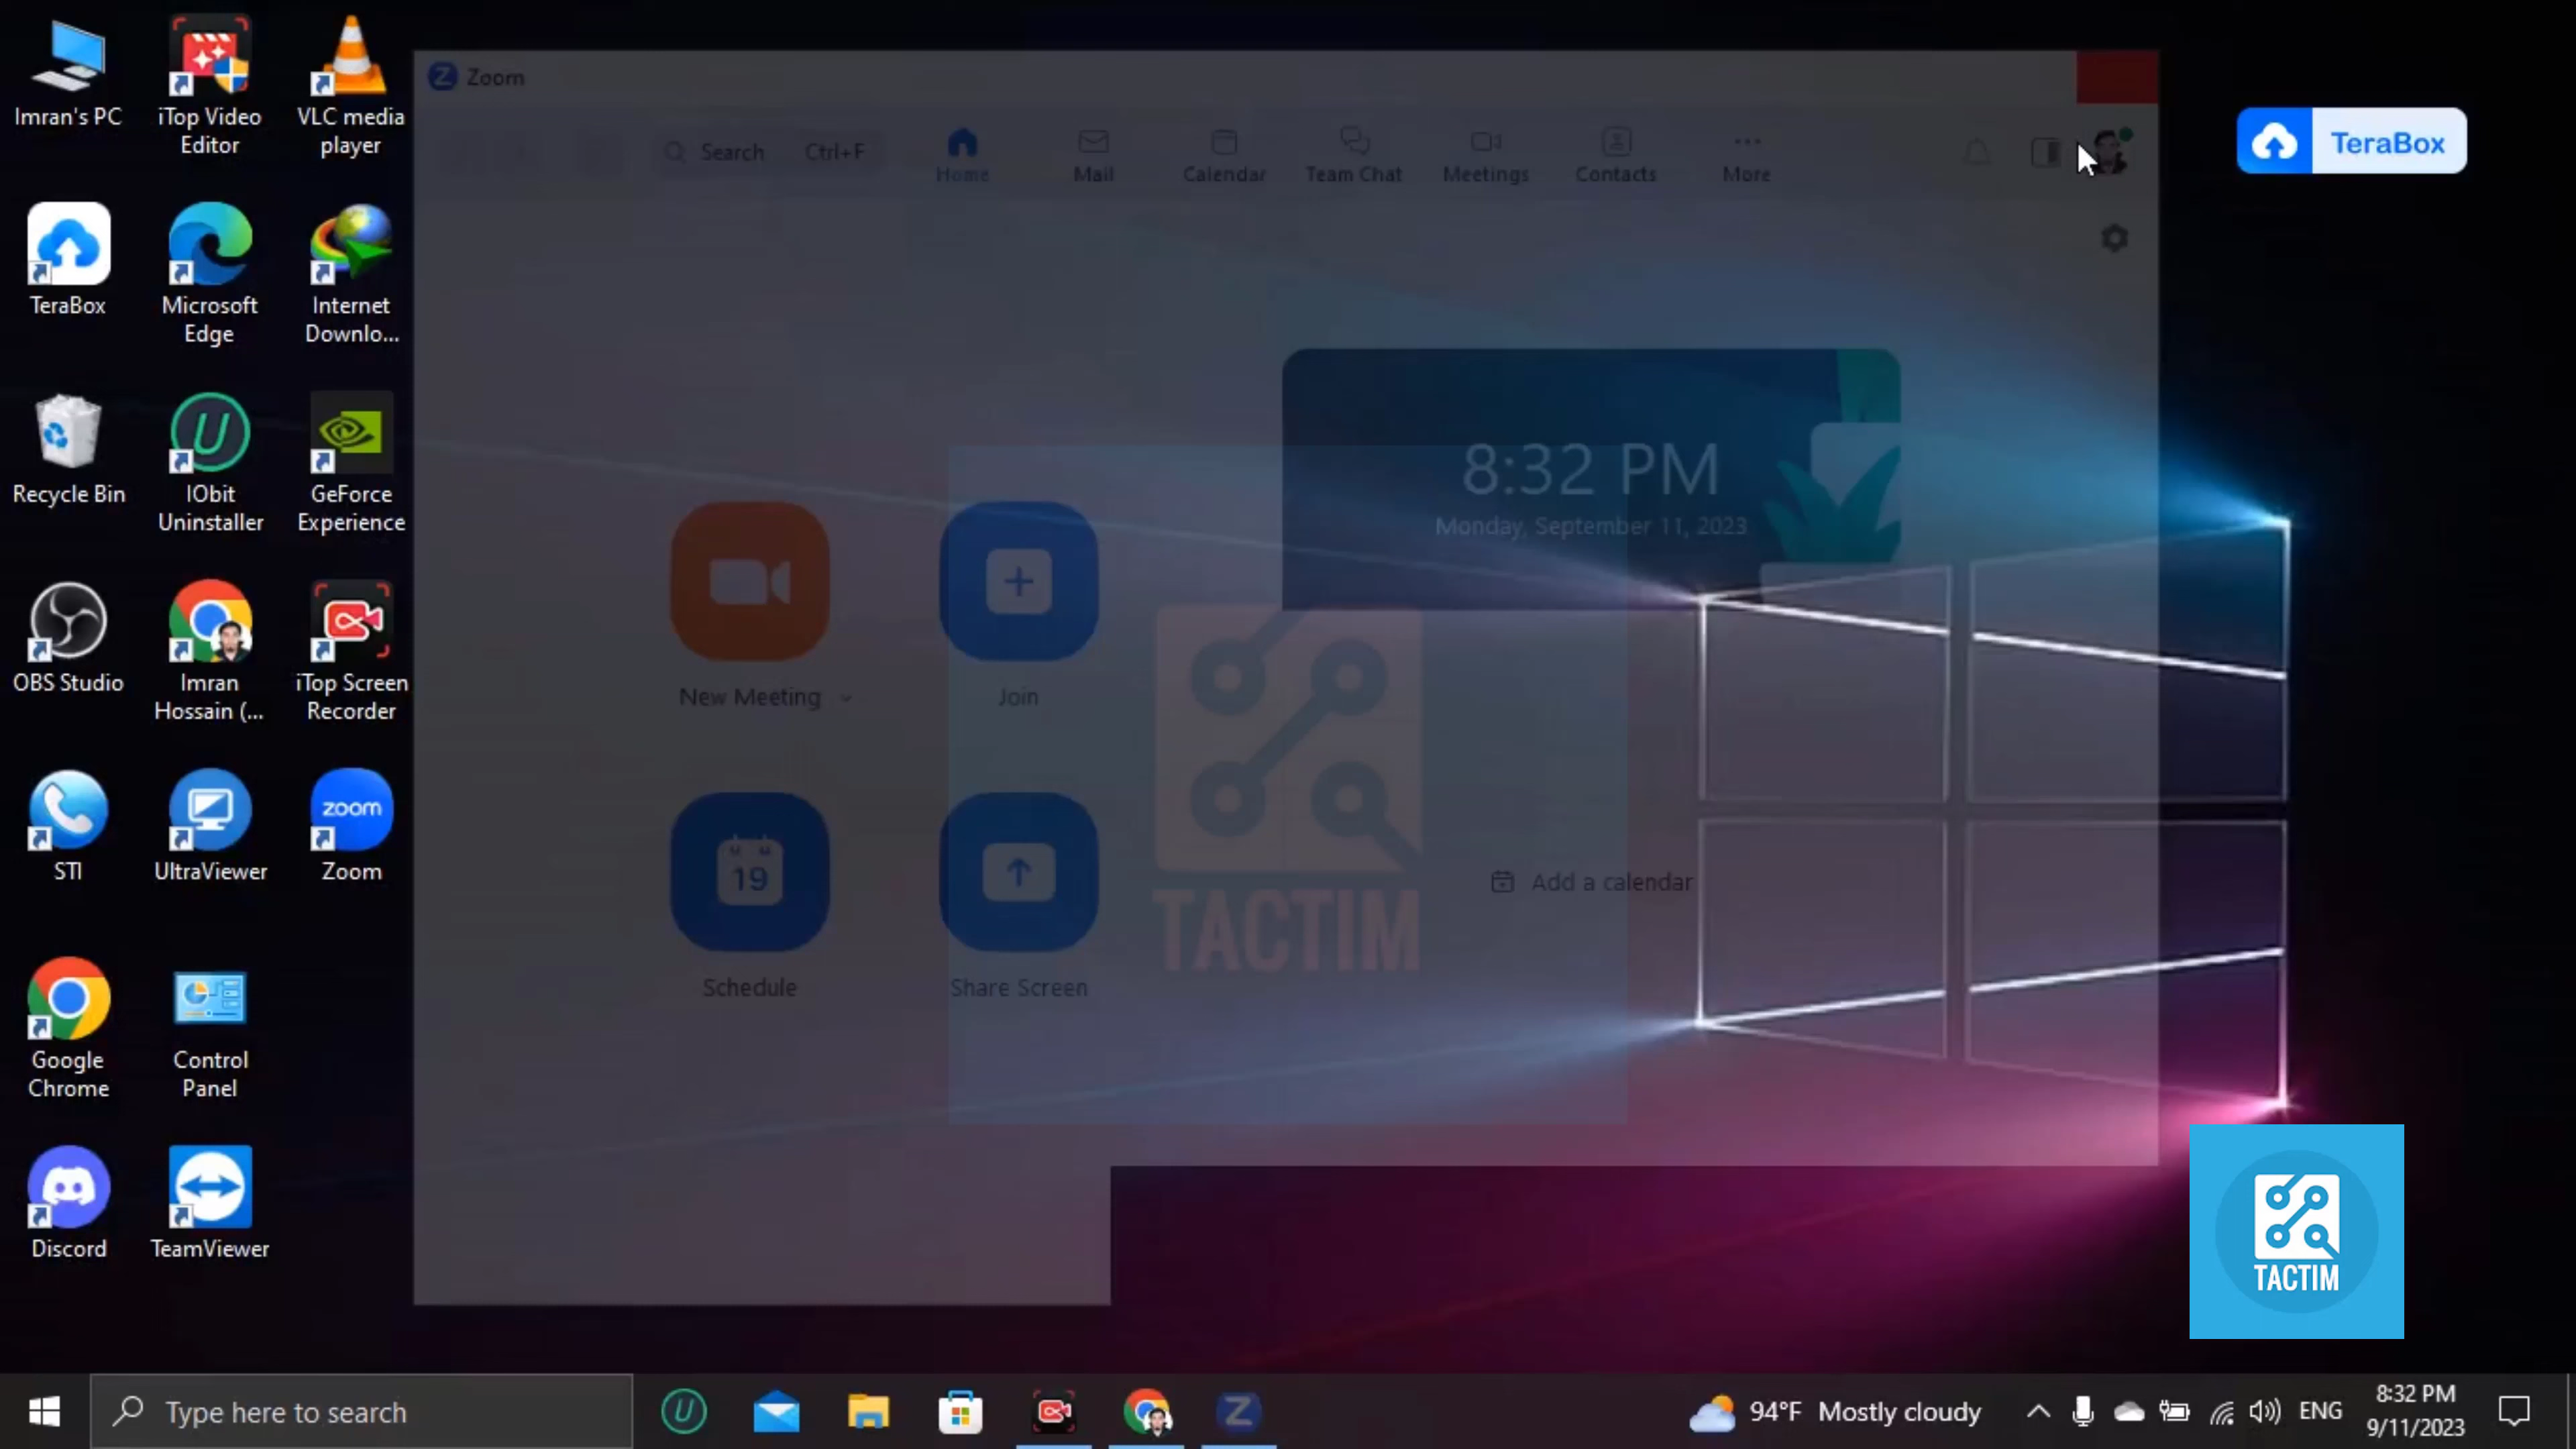 Imran's PC
iTop Video
Editor
VLC media
player
TeraBox
Microsoft
Edge
Internet
Downlo...
Recycle Bin
IObit
Uninstaller
GeForce
Experience
OBS Studio
Imran
Hossain (...
iTop Screen
Recorder
STI
UltraViewer
zoom
Zoom
Google
Chrome
Control
Panel
Discord
TeamViewer
Zoom
Search Ctrl+F
Home
Mail
Calendar
Team Chat
Meetings
Contacts
More
TeraBox
8:32 PM
Monday, September 11, 2023
New Meeting
Join
19
Schedule
Share Screen
Add a calendar
TACTIM
TACTIM
Type here to search
94°F Mostly cloudy
ENG
8:32 PM
9/11/2023